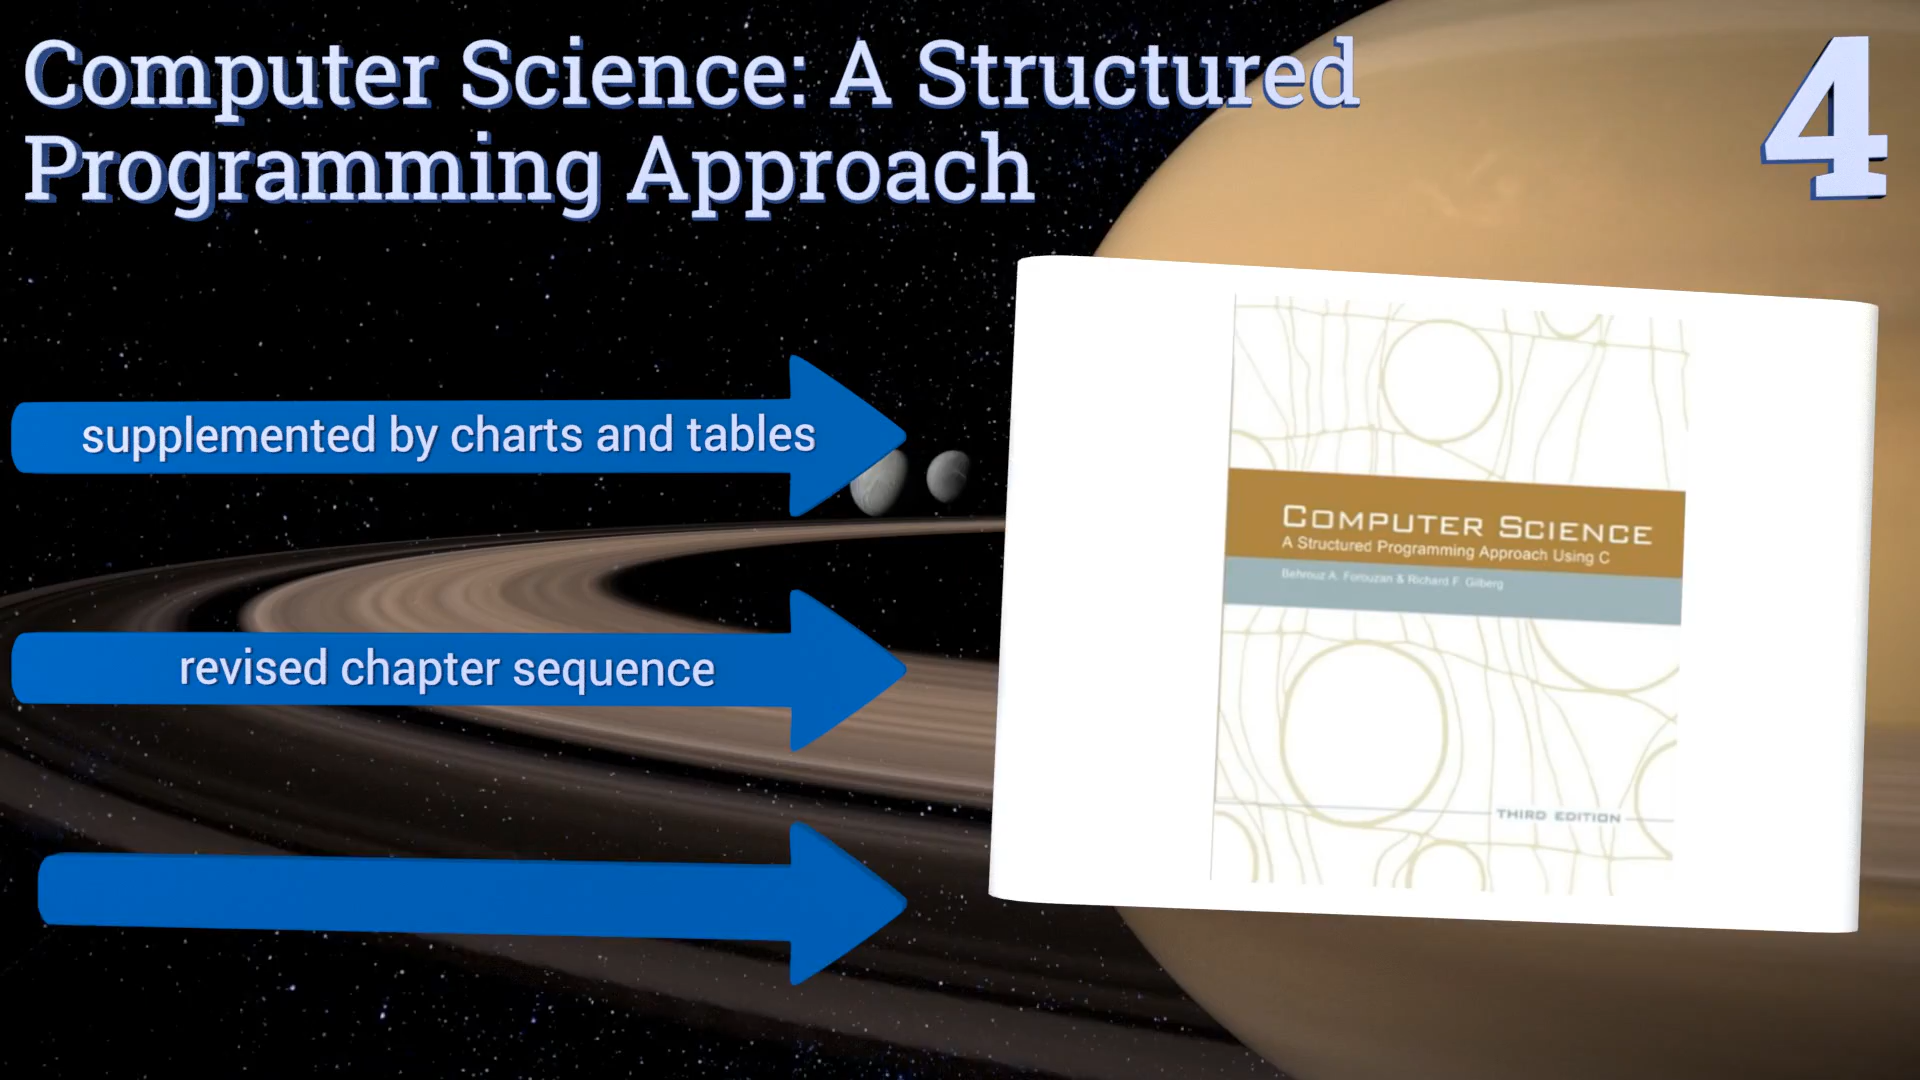 Computer Science: A Structured
Programming Approach
4
supplemented by charts and tables
revised chapter sequence
COMPUTER SCIENCE
A Structured Programming Approach Using C
Behrouz A. Forouzan & Richard F. Gilberg
THIRD EDITION